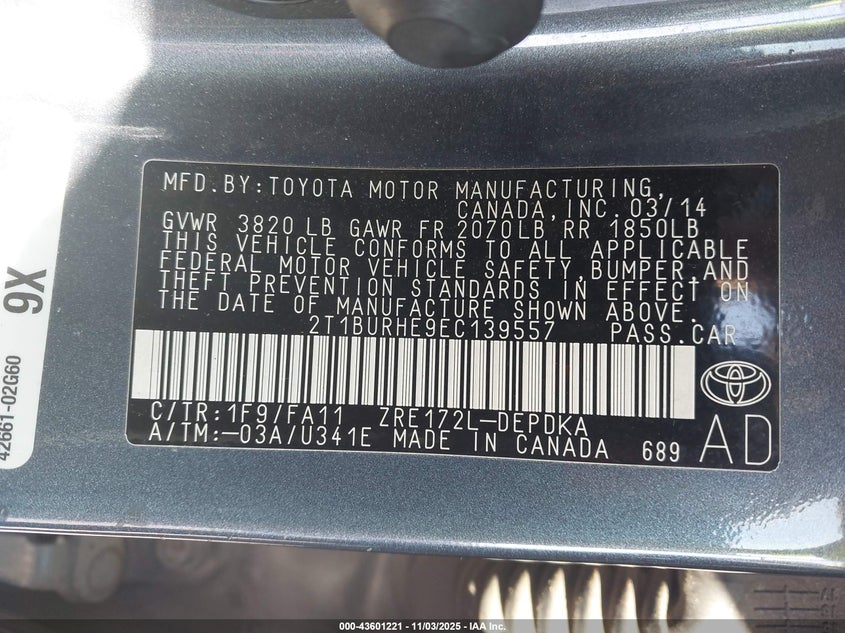 MFD.BY:TOYOTA MOTOR MANUFACTURING,
CANADA,INC. 03/14
GVWR 3820 LB GAWR FR 2070LB RR 1850LB
THIS VEHICLE CONFORMS TO ALL APPLICABLE
FEDERAL MOTOR VEHICLE SAFETY,BUMPER,AND
THEFT PREVENTION STANDARDS IN EFFECT ON
THE DATE OF MANUFACTURE SHOWN ABOVE.
2T1BURHE9EC139557 PASS.CAR
C/TR:1F9/FA11 ZRE172L-DEPDKA
A/TM:-03A/U341E MADE IN CANADA 689
AD
9X
42661-02G60
000-43601221 - 11/03/2025 - IAA Inc.